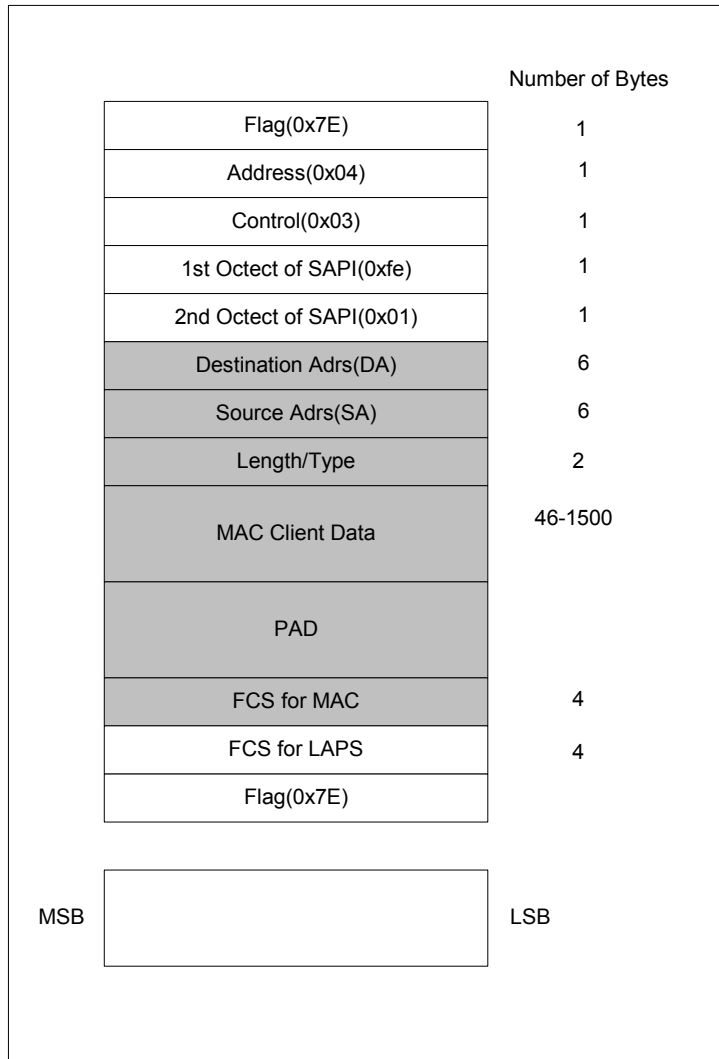 Number of Bytes
Flag(0x7E) 1
Address(0x04) 1
Control(0x03) 1
1st Octect of SAPI(0xfe) 1
2nd Octect of SAPI(0x01) 1
Destination Adrs(DA) 6
Source Adrs(SA) 6
Length/Type 2
MAC Client Data 46-1500
PAD
FCS for MAC 4
FCS for LAPS 4
Flag(0x7E)
MSB LSB